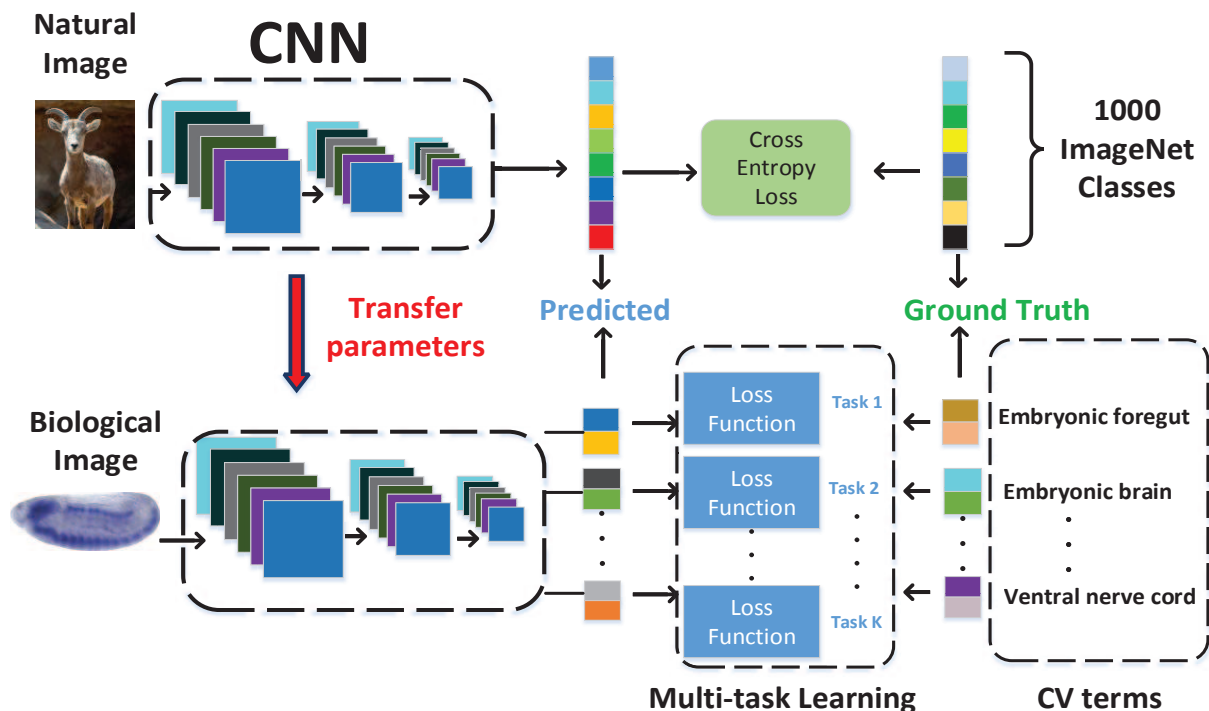 Natural
Image
CNN
Cross
Entropy
Loss
1000
ImageNet
Classes
Transfer
parameters
Predicted
Ground Truth
Biological
Image
Loss
Function
Task 1
Embryonic foregut
Loss
Function
Task 2
Embryonic brain
Loss
Function
Task K
Ventral nerve cord
Multi-task Learning
CV terms